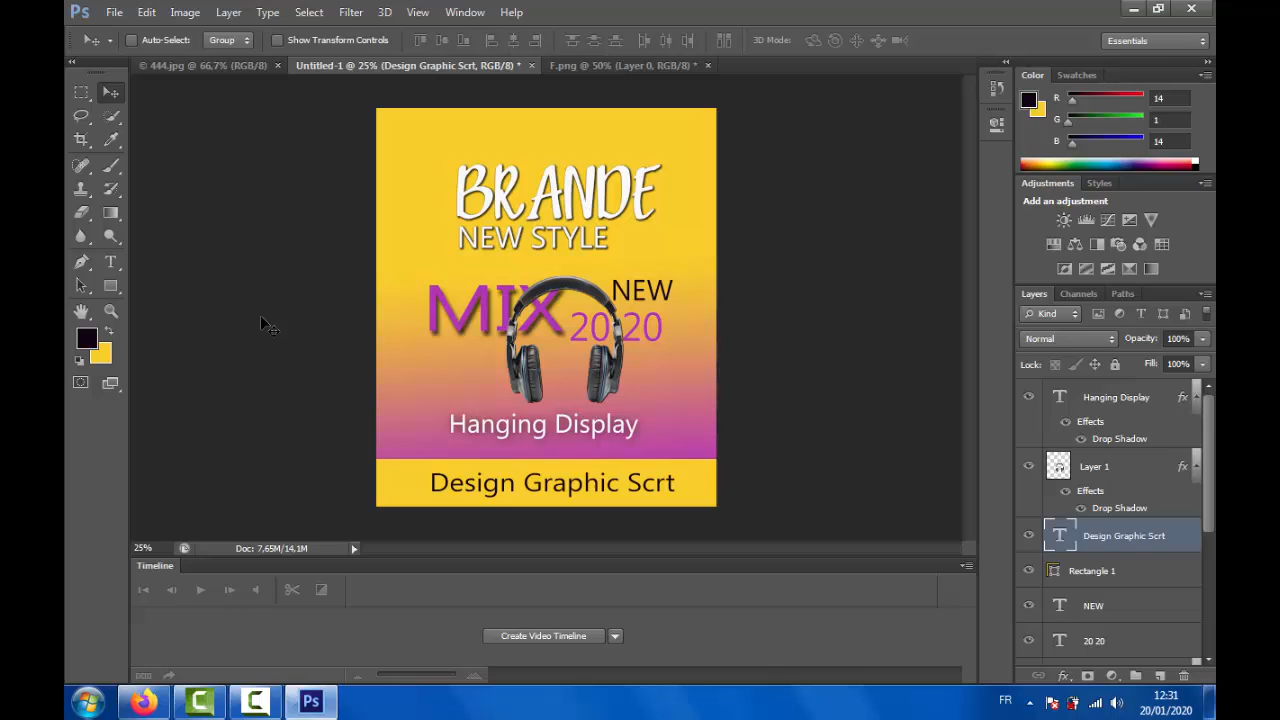 Ps File Edit Image Layer Type Select Filter 3D View Window Help
Auto-Select: Group Show Transform Controls 3D Mode: Essentials
© 444.jpg @ 66,7% (RGB/8) × Untitled-1 @ 25% (Design Graphic Scrt, RGB/8) * × F.png @ 50% (Layer 0, RGB/8) * ×
Color Swatches
R 14
G 1
B 14
Adjustments Styles
Add an adjustment
BRANDE
NEW STYLE
MIX NEW
20 20
Hanging Display
Design Graphic Scrt
Layers Channels Paths
Kind
Normal Opacity: 100%
Lock: Fill: 100%
Hanging Display fx
Effects
Drop Shadow
Layer 1 fx
Effects
Drop Shadow
Design Graphic Scrt
Rectangle 1
NEW
20 20
25% Doc: 7,65M/14,1M
Timeline
Create Video Timeline
fx
Ps FR 12:31
20/01/2020